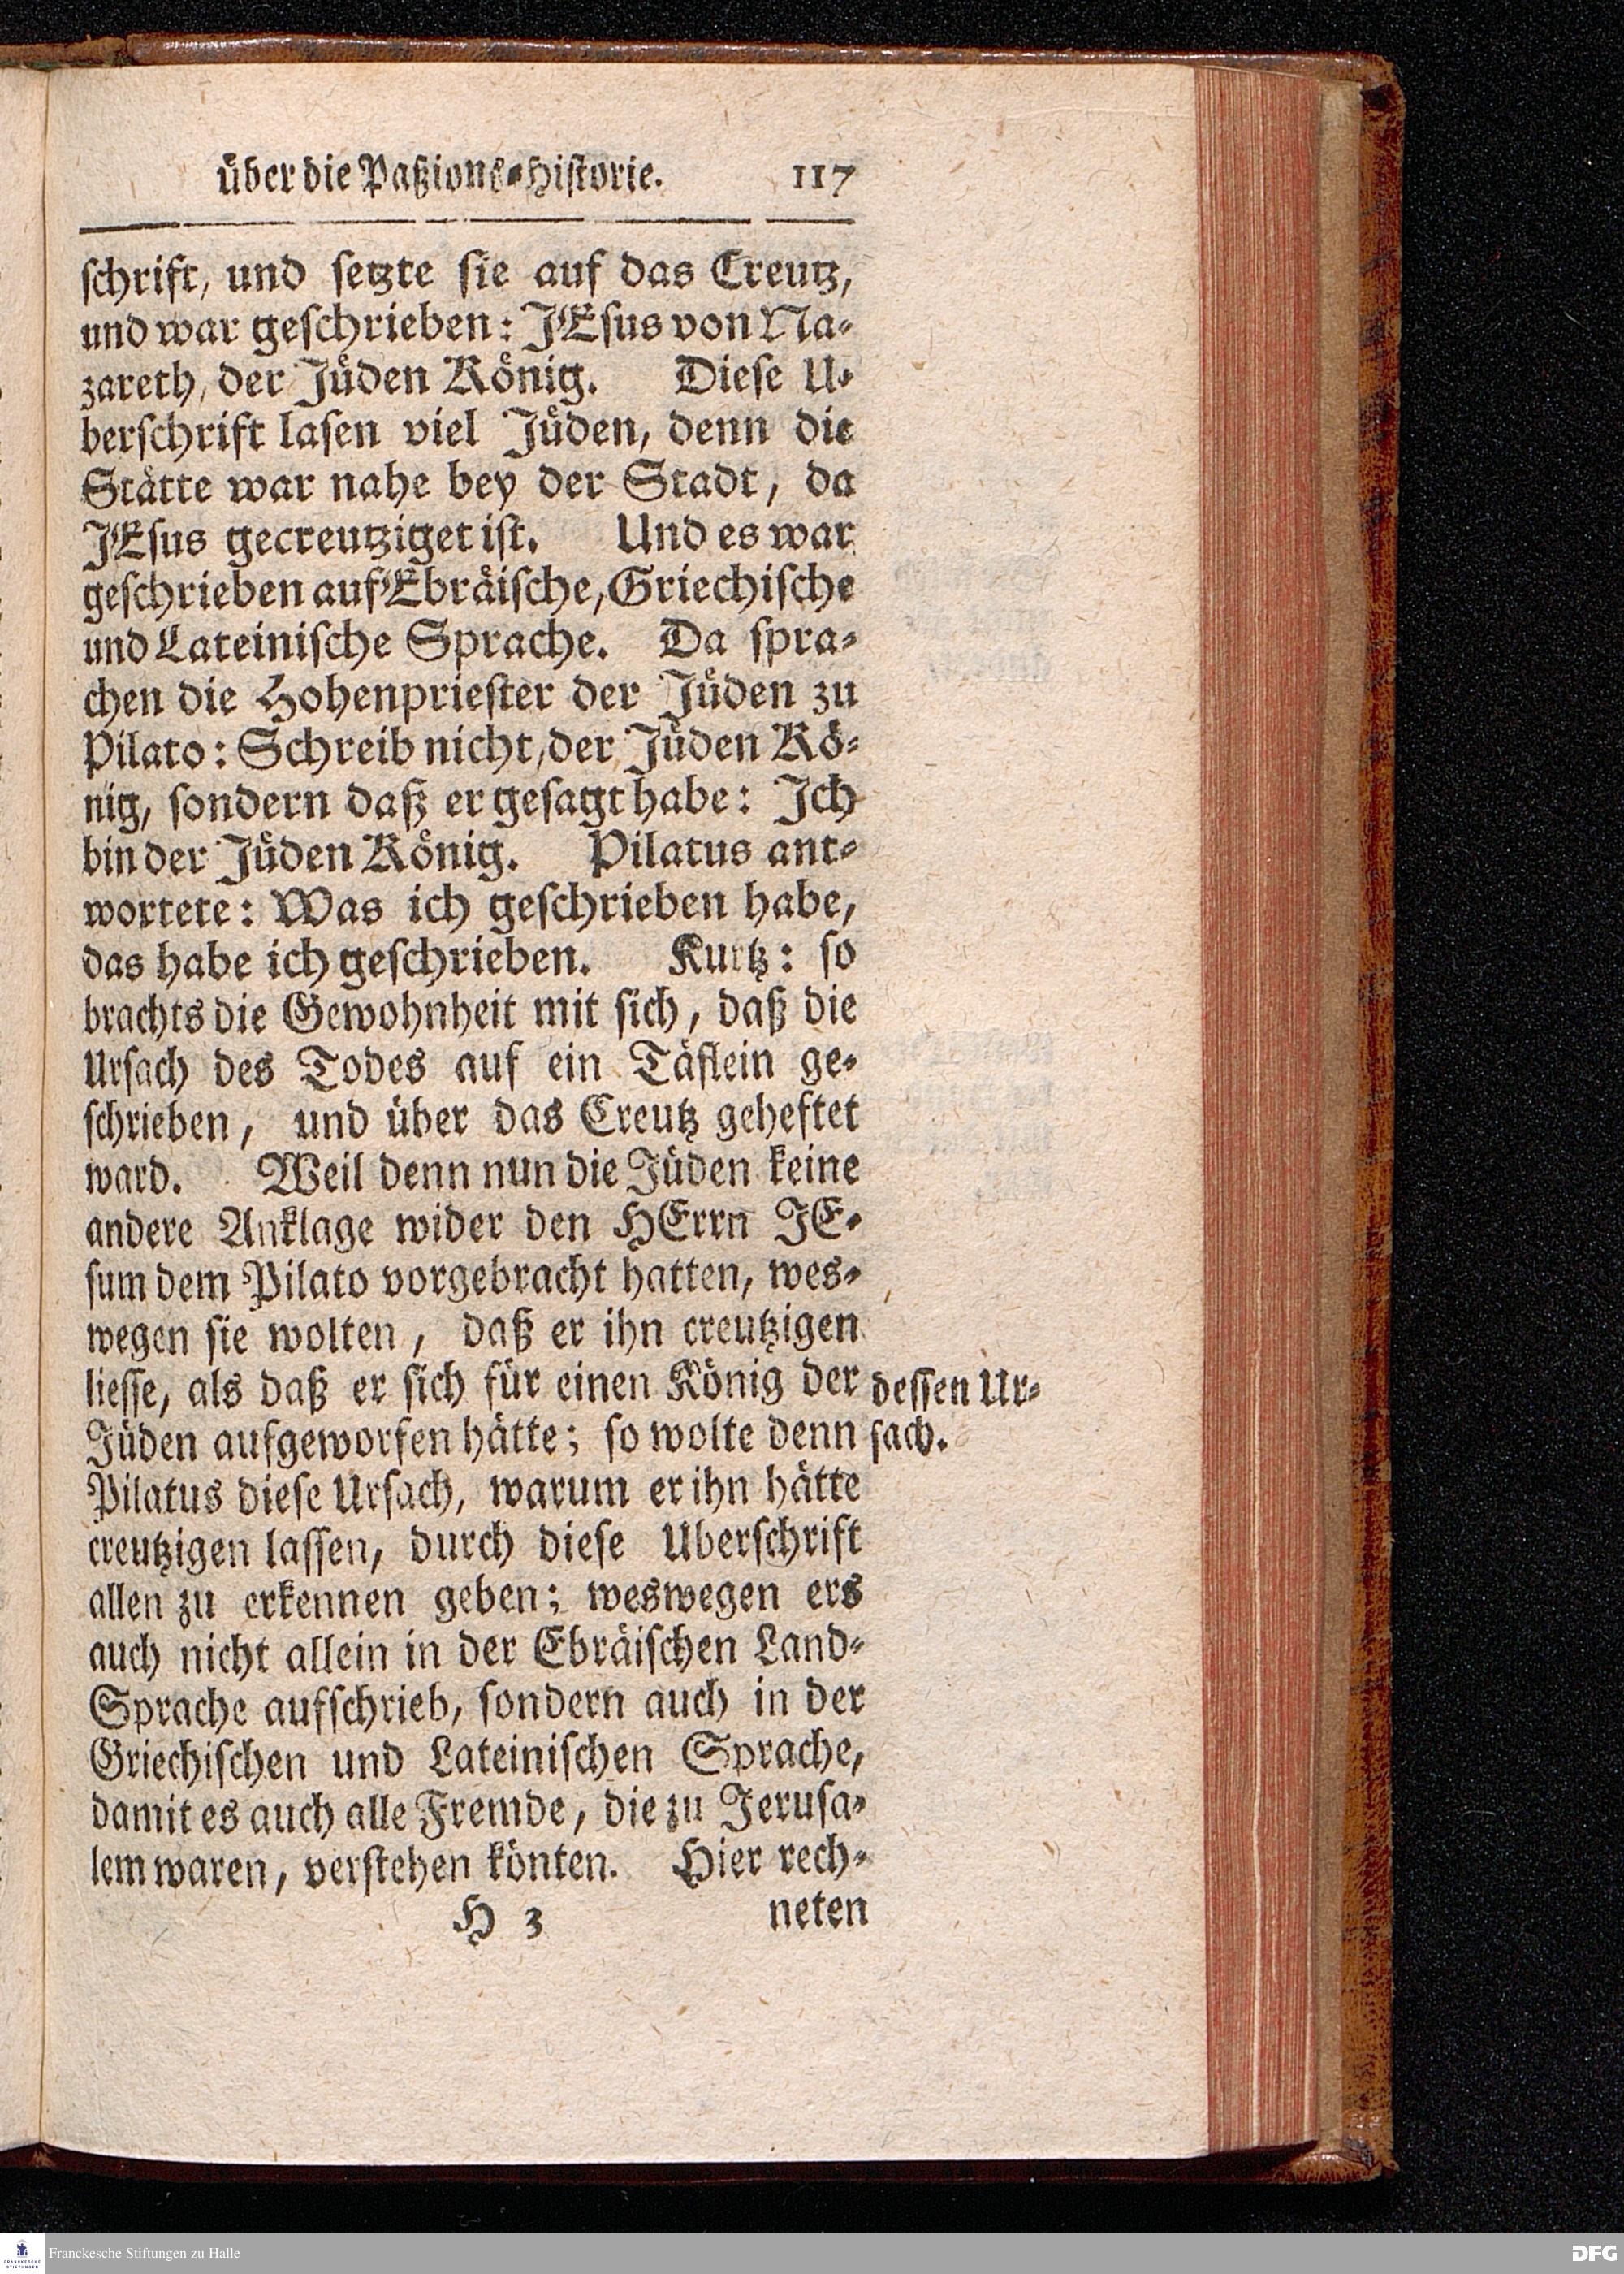 über die Paßions-Historie. 117
schrift, und setzte sie auf das Creutz,
und war geschrieben: JEsus von Na-
zareth, der Jüden König. Diese U-
berschrift lasen viel Jüden, denn die
Stätte war nahe bey der Stadt, da
JEsus gecreutziget ist. Und es war
geschrieben auf Ebräische, Griechische
und Lateinische Sprache. Da spra-
chen die Hohenpriester der Jüden zu
Pilato: Schreib nicht, der Jüden Kö-
nig, sondern daß er gesagt habe: Ich
bin der Jüden König. Pilatus ant-
wortete: Was ich geschrieben habe,
das habe ich geschrieben. Kurtz: so
brachts die Gewohnheit mit sich, daß die
Ursach des Todes auf ein Täflein ge-
schrieben, und über das Creutz geheftet
ward. Weil denn nun die Jüden keine
andere Anklage wider den HErrn JE-
sum dem Pilato vorgebracht hatten, wes-
wegen sie wolten, daß er ihn creutzigen
liesse, als daß er sich für einen König der
Jüden aufgeworfen hätte; so wolte denn
Pilatus diese Ursach, warum er ihn hätte
creutzigen lassen, durch diese Uberschrift
allen zu erkennen geben; weswegen ers
auch nicht allein in der Ebräischen Land-
Sprache aufschrieb, sondern auch in der
Griechischen und Lateinischen Sprache,
damit es auch alle Fremde, die zu Jerusa-
lem waren, verstehen könten. Hier rech-
H 3 neten
dessen Ur-
sach.
FRANCKESCHE
STIFTUNGEN
Franckesche Stiftungen zu Halle
DFG